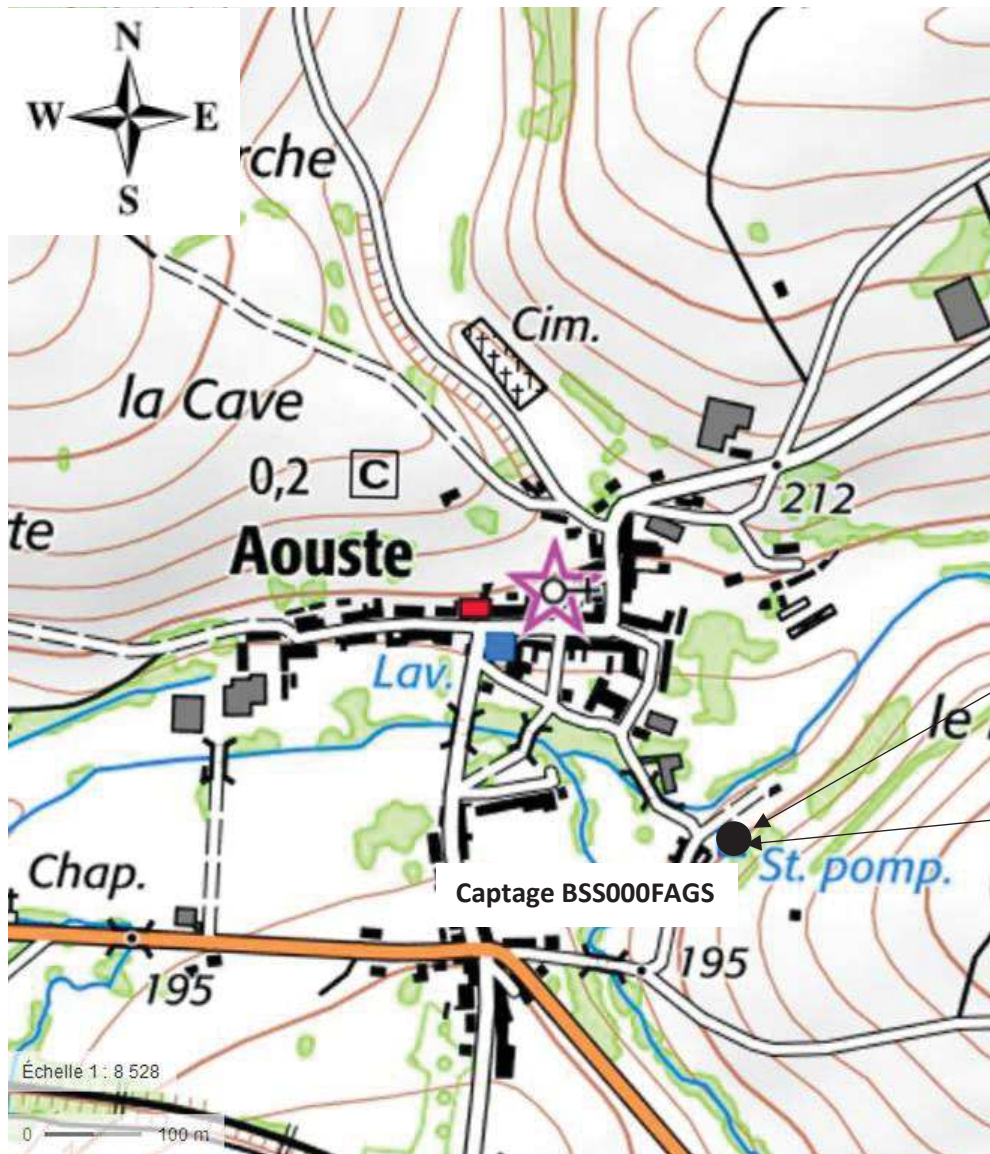 N
W E
S
rche
Cim.
la Cave
0,2 C
212
te
Aouste
Lav.
le
Chap.
St. pomp.
Captage BSS000FAGS
195
195
Échelle 1 : 8 528
0 100 m